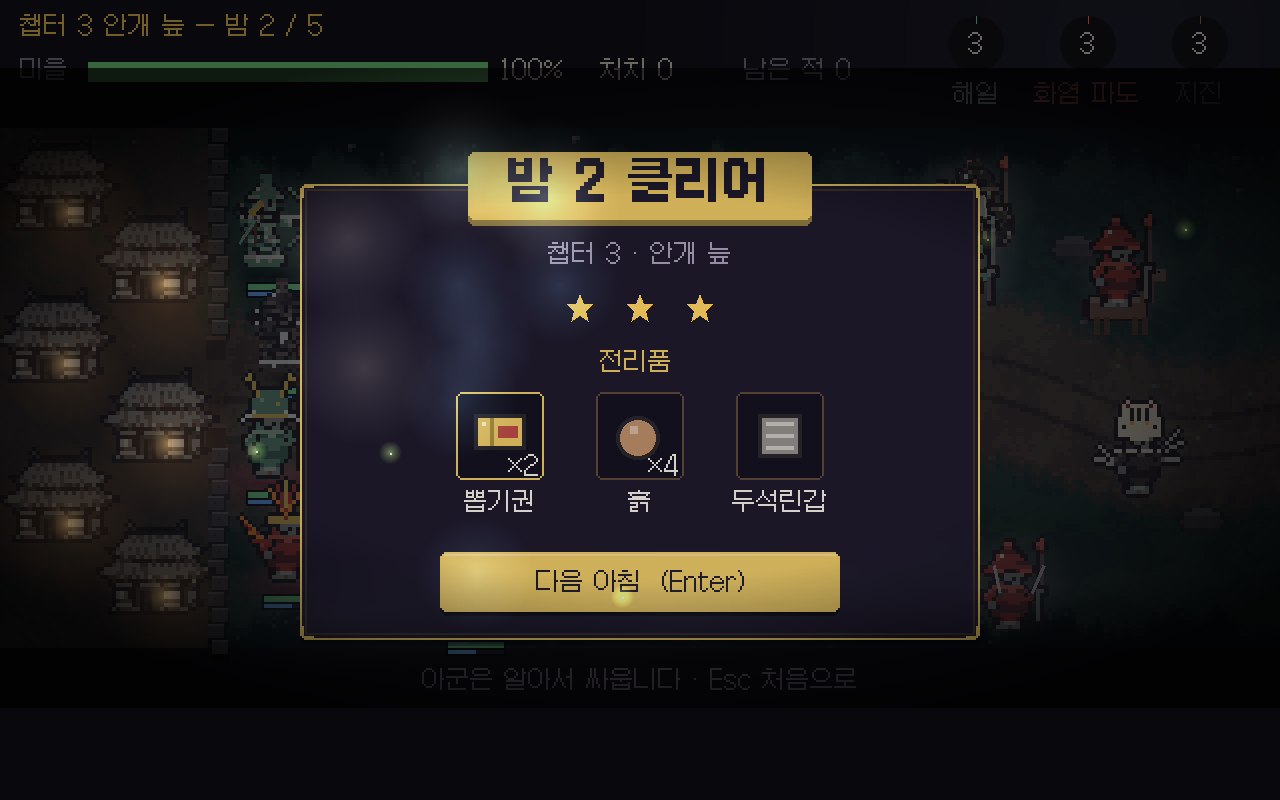 챕터 3 안개 늪 – 밤 2 / 5
마을 100% 처치 0 남은 적 0
3 3 3
해일 화염 파도 지진
밤 2 클리어
챕터 3 · 안개 늪
전리품
×2 ×4
뽑기권 흙 두석린갑
다음 아침 (Enter)
아군은 알아서 싸웁니다 · Esc 처음으로